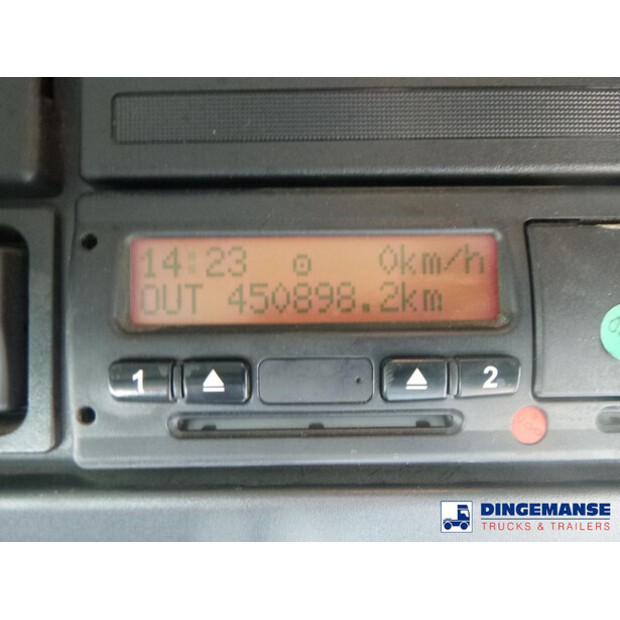 14:23 0km/h
OUT 450898.2km
1 2
DINGEMANSE
TRUCKS & TRAILERS